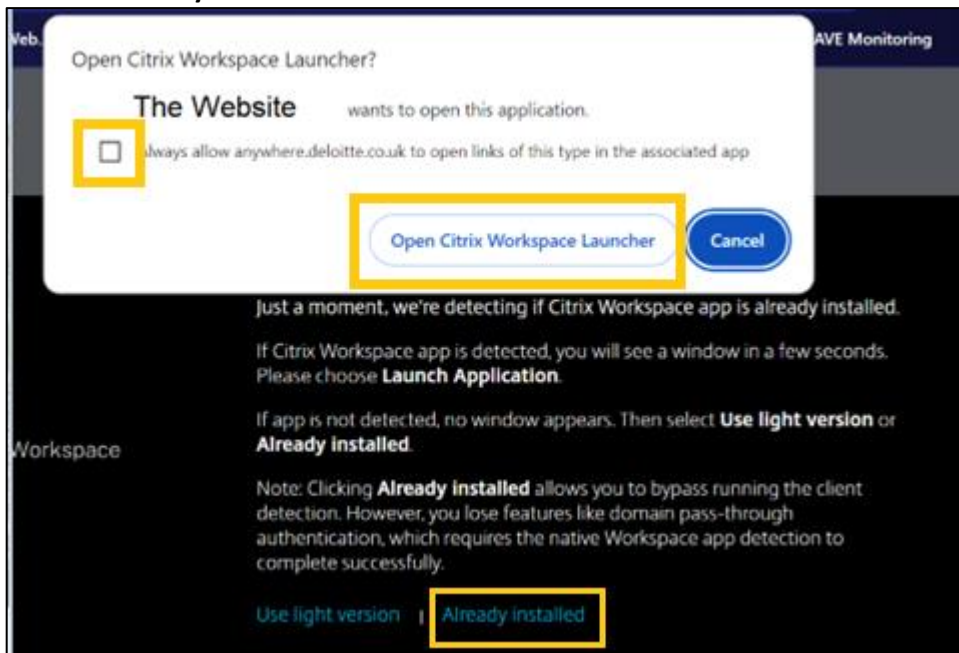 Web.
AVE Monitoring
Open Citrix Workspace Launcher?
The Website wants to open this application.
Always allow anywhere.deloitte.co.uk to open links of this type in the associated app
Open Citrix Workspace Launcher Cancel
Just a moment, we're detecting if Citrix Workspace app is already installed.
If Citrix Workspace app is detected, you will see a window in a few seconds.
Please choose Launch Application.
If app is not detected, no window appears. Then select Use light version or
Already installed.
Workspace
Note: Clicking Already installed allows you to bypass running the client
detection. However, you lose features like domain pass-through
authentication, which requires the native Workspace app detection to
complete successfully.
Use light version | Already installed